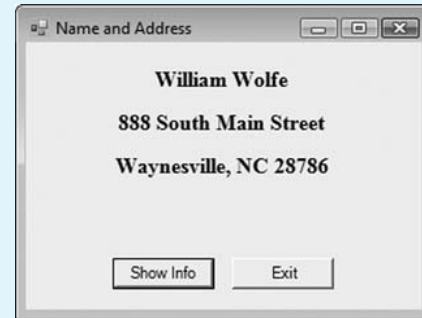 Name and Address
William Wolfe
888 South Main Street
Waynesville, NC 28786
Show Info Exit